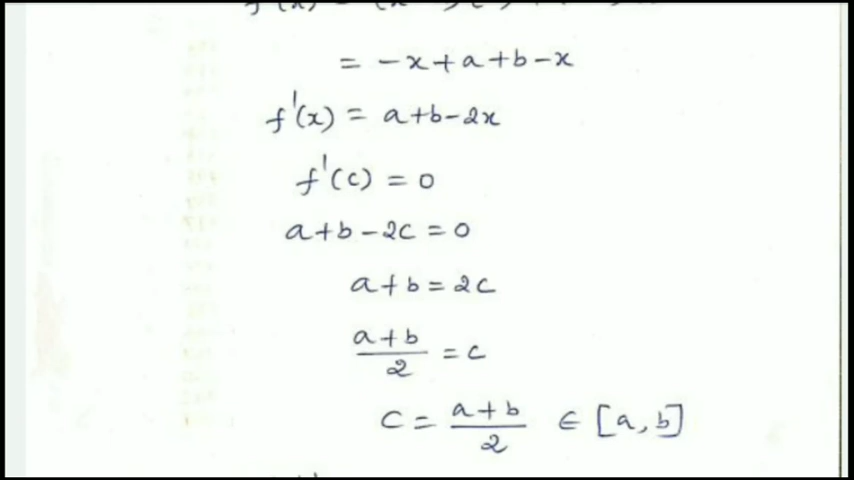 = -x+a+b-x
f'(x) = a+b-2x
f'(c) = 0
a+b-2c = 0
a+b = 2c
a+b/2 = c
c = a+b/2 ∈ [a,b]